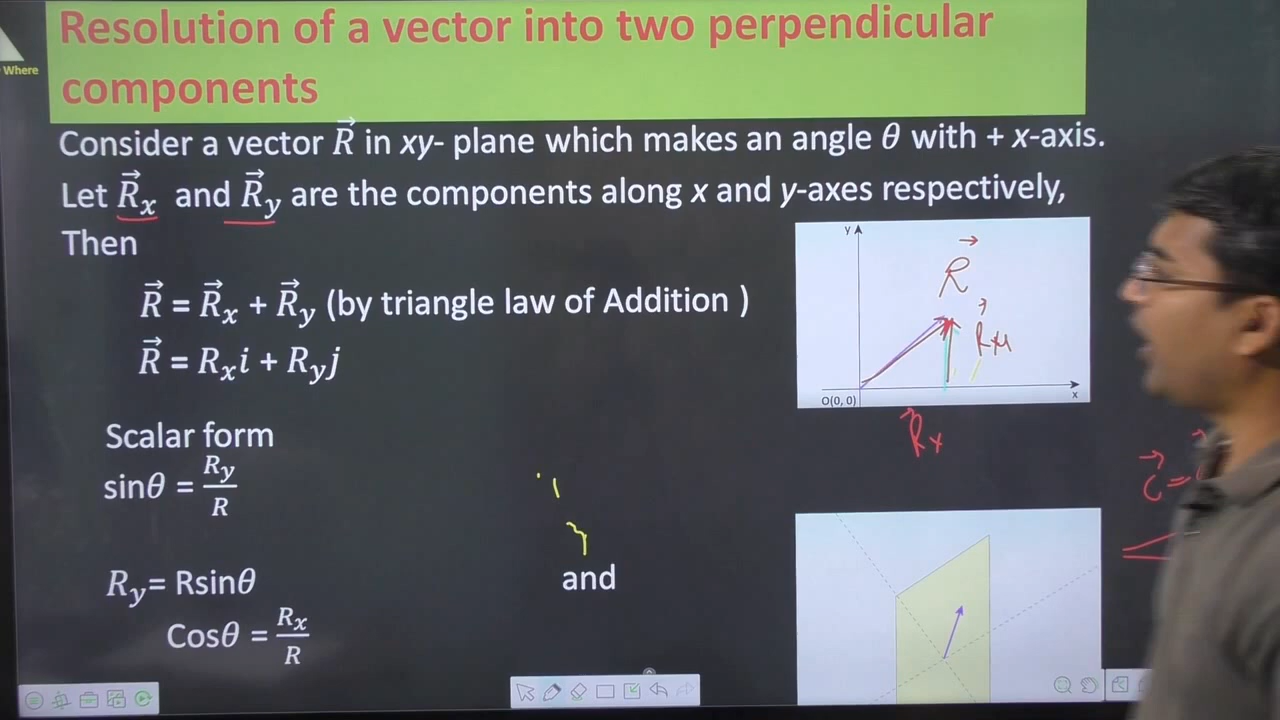 Resolution of a vector into two perpendicular
components
Where
Consider a vector R⃗ in xy- plane which makes an angle θ with + x-axis.
Let R⃗x and R⃗y are the components along x and y-axes respectively,
Then
R⃗ = R⃗x + R⃗y (by triangle law of Addition )
R⃗ = Rxi + Ryj
Y
R⃗
O(0, 0)
x
R⃗x
Scalar form
sinθ = Ry/R
Ry= Rsinθ
and
Cosθ = Rx/R